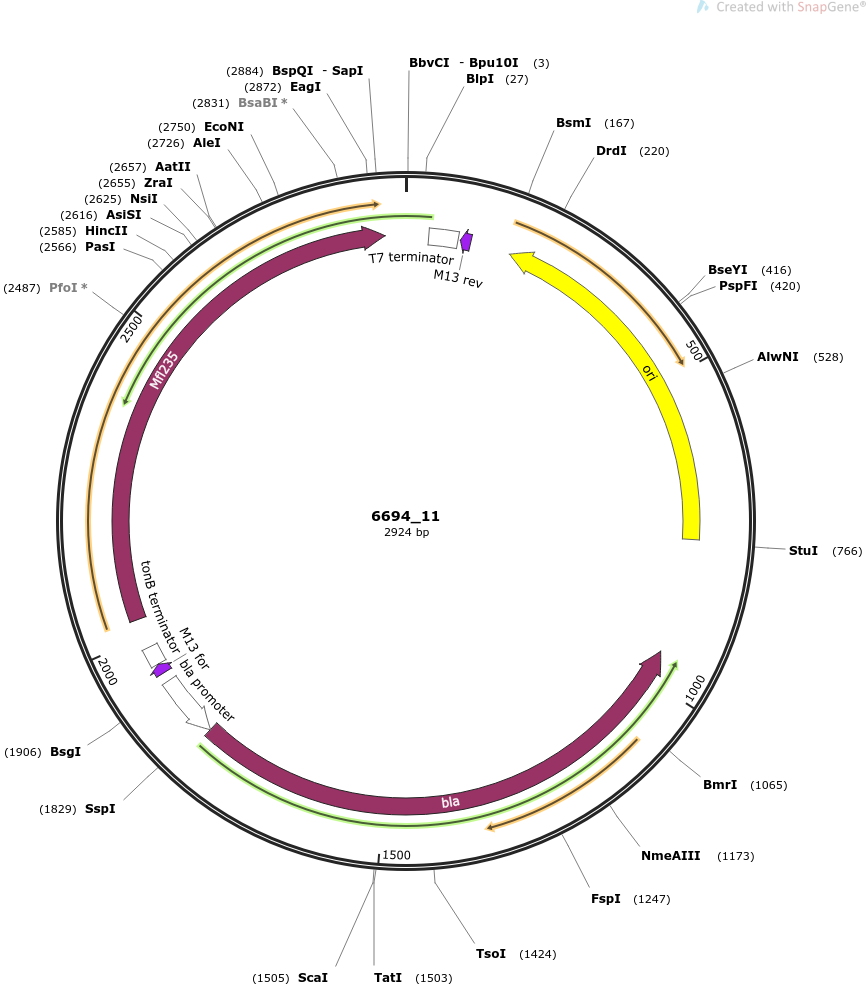 Created with SnapGene®
(2884) BspQI - SapI
(2872) EagI
(2831) BsaBI *
(2750) EcoNI
(2726) AleI
(2657) AatII
(2655) ZraI
(2625) NsiI
(2616) AsiSI
(2585) HincII
(2566) PasI
(2487) PfoI *
BbvCI - Bpu10I (3)
BlpI (27)
BsmI (167)
DrdI (220)
BseYI (416)
PspFI (420)
AlwNI (528)
StuI (766)
BmrI (1065)
NmeAIII (1173)
FspI (1247)
TsoI (1424)
TatI (1503)
(1505) ScaI
(1829) SspI
(1906) BsgI
500
1000
1500
2000
2500
T7 terminator
M13 rev
ori
Mfl235
6694_11
2924 bp
tonB terminator
M13 for
bla promoter
bla